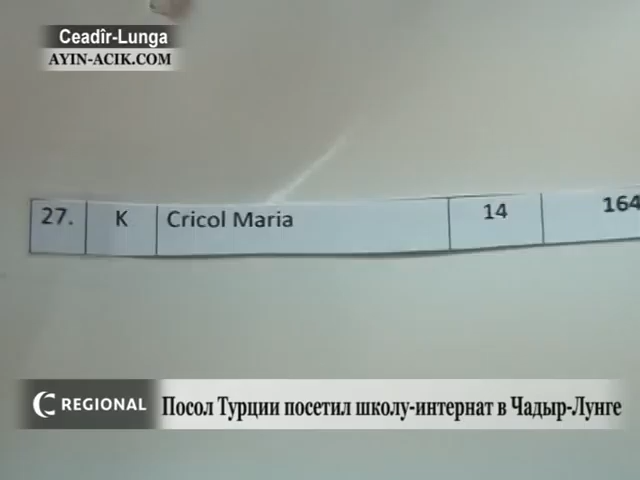 Ceadîr-Lunga
AYIN-ACIK.COM
27. K Cricol Maria 14 164
REGIONAL Посол Турции посетил школу-интернат в Чадыр-Лунге